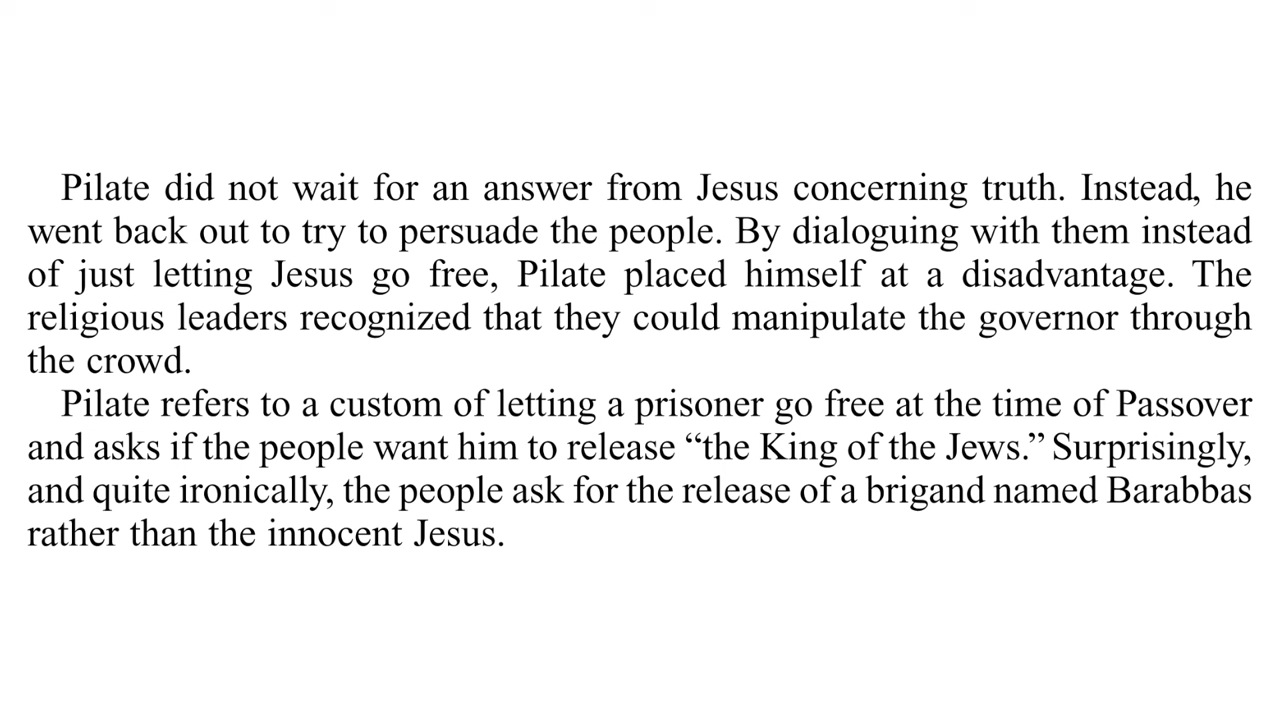 Pilate did not wait for an answer from Jesus concerning truth. Instead, he
went back out to try to persuade the people. By dialoguing with them instead
of just letting Jesus go free, Pilate placed himself at a disadvantage. The
religious leaders recognized that they could manipulate the governor through
the crowd.
Pilate refers to a custom of letting a prisoner go free at the time of Passover
and asks if the people want him to release “the King of the Jews.” Surprisingly,
and quite ironically, the people ask for the release of a brigand named Barabbas
rather than the innocent Jesus.